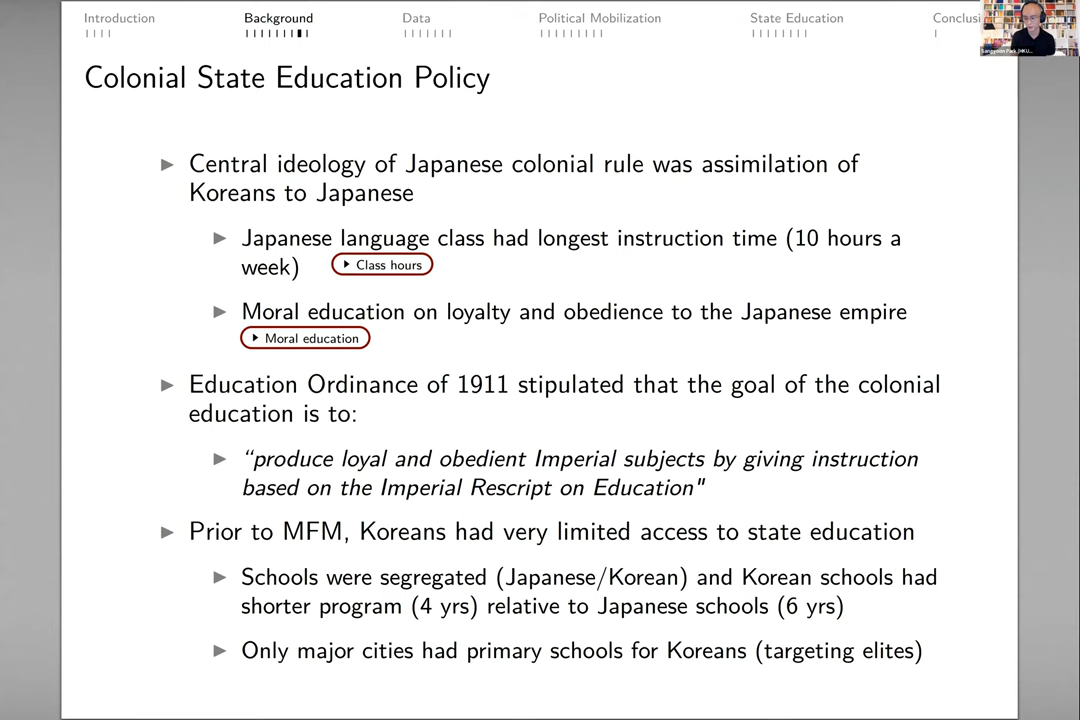 Introduction
Background
Data
Political Mobilization
State Education
Conclusi
Sangyoon Park (HKU...
Colonial State Education Policy
Central ideology of Japanese colonial rule was assimilation of
Koreans to Japanese
Japanese language class had longest instruction time (10 hours a
week)
Class hours
Moral education on loyalty and obedience to the Japanese empire
Moral education
Education Ordinance of 1911 stipulated that the goal of the colonial
education is to:
“produce loyal and obedient Imperial subjects by giving instruction
based on the Imperial Rescript on Education"
Prior to MFM, Koreans had very limited access to state education
Schools were segregated (Japanese/Korean) and Korean schools had
shorter program (4 yrs) relative to Japanese schools (6 yrs)
Only major cities had primary schools for Koreans (targeting elites)